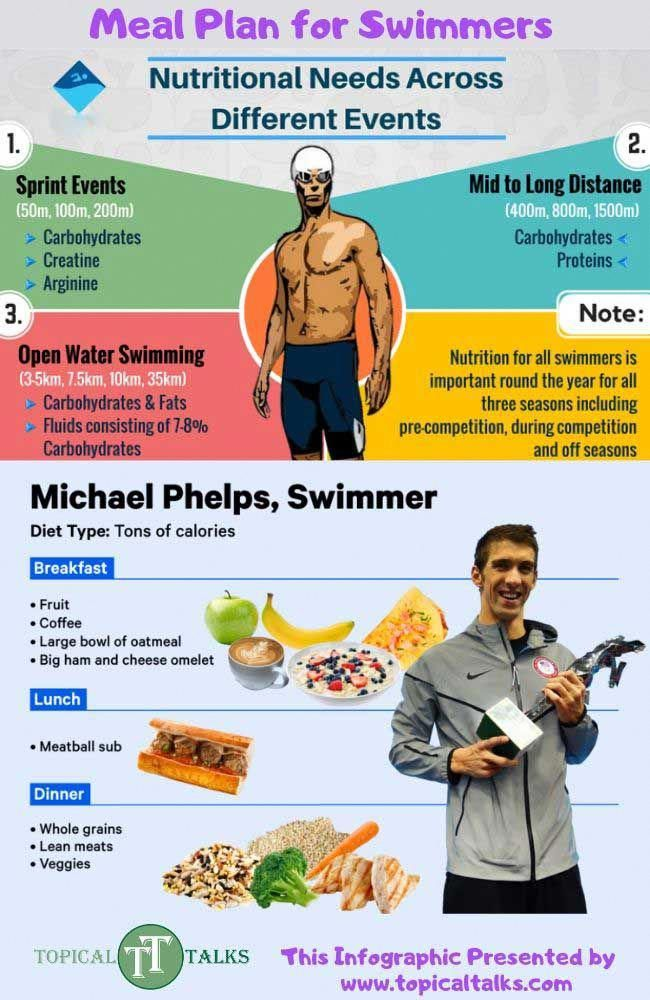 Meal Plan for Swimmers
Nutritional Needs Across
Different Events
1.
Sprint Events
(50m, 100m, 200m)
Carbohydrates
Creatine
Arginine
2.
Mid to Long Distance
(400m, 800m, 1500m)
Carbohydrates
Proteins
3.
Open Water Swimming
(3-5km, 7.5km, 10km, 35km)
Carbohydrates & Fats
Fluids consisting of 7-8%
Carbohydrates
Note:
Nutrition for all swimmers is
important round the year for all
three seasons including
pre-competition, during competition
and off seasons
Michael Phelps, Swimmer
Diet Type: Tons of calories
Breakfast
• Fruit
• Coffee
• Large bowl of oatmeal
• Big ham and cheese omelet
Lunch
• Meatball sub
Dinner
• Whole grains
• Lean meats
• Veggies
TOPICAL TT TALKS
This Infographic Presented by
www.topicaltalks.com